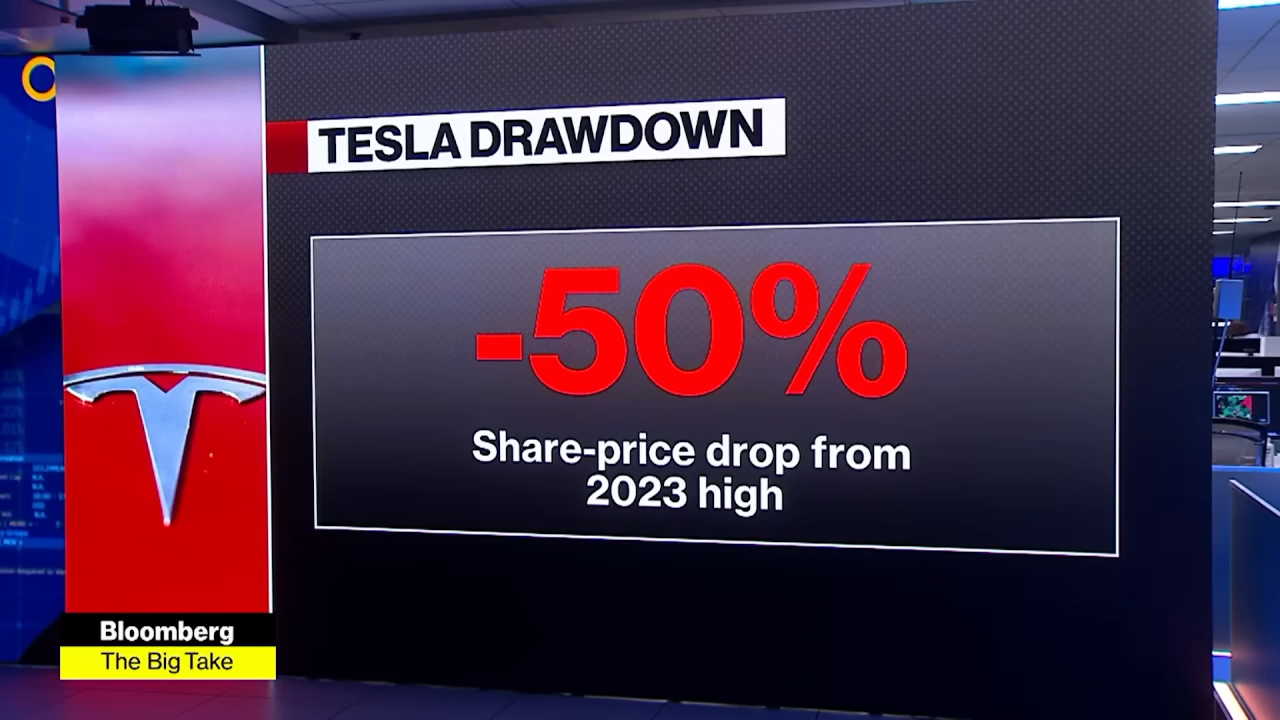 TESLA DRAWDOWN
-50%
Share-price drop from
2023 high
Bloomberg
The Big Take